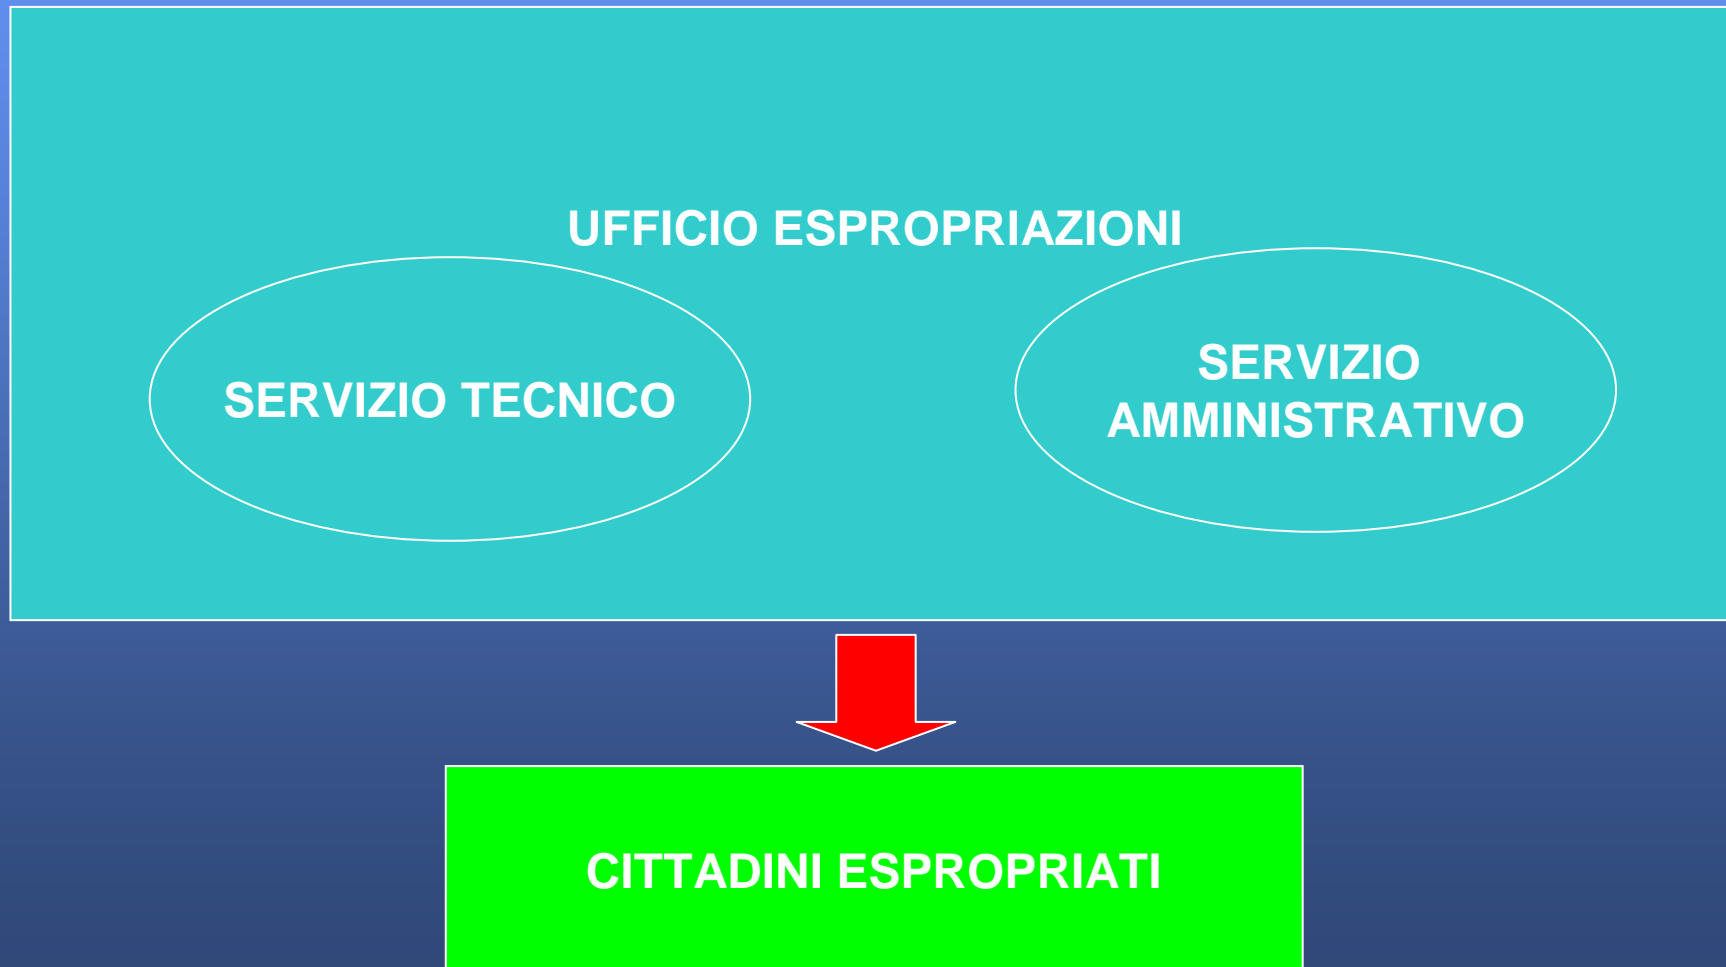 UFFICIO ESPROPRIAZIONI
SERVIZIO TECNICO
SERVIZIO
AMMINISTRATIVO
CITTADINI ESPROPRIATI